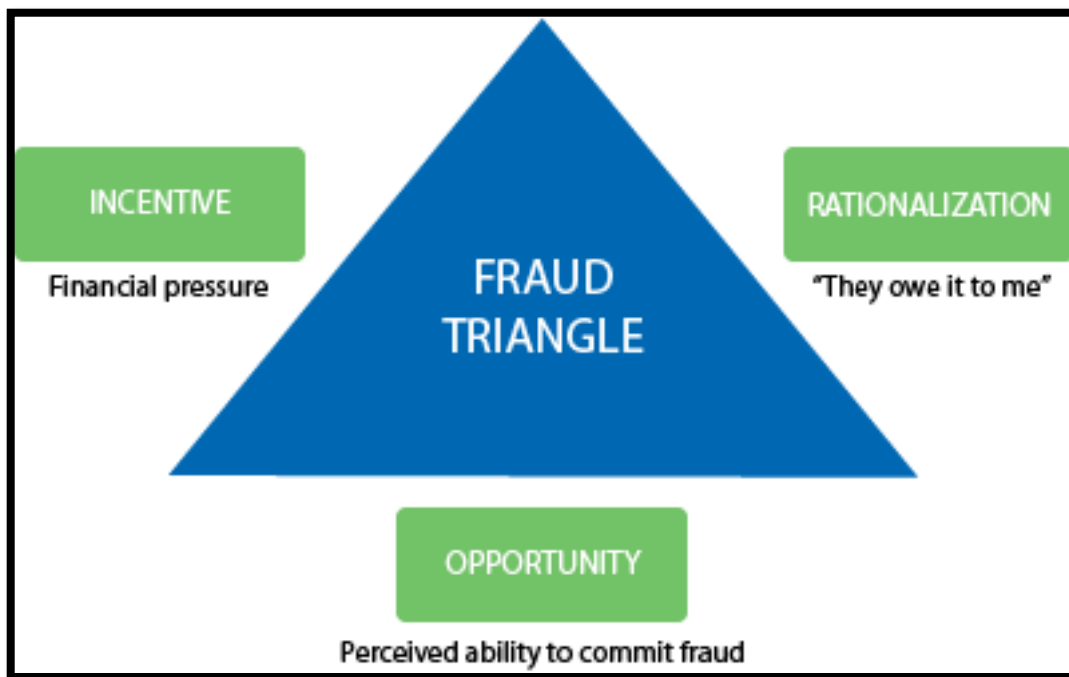 INCENTIVE
Financial pressure
RATIONALIZATION
“They owe it to me”
FRAUD
TRIANGLE
OPPORTUNITY
Perceived ability to commit fraud